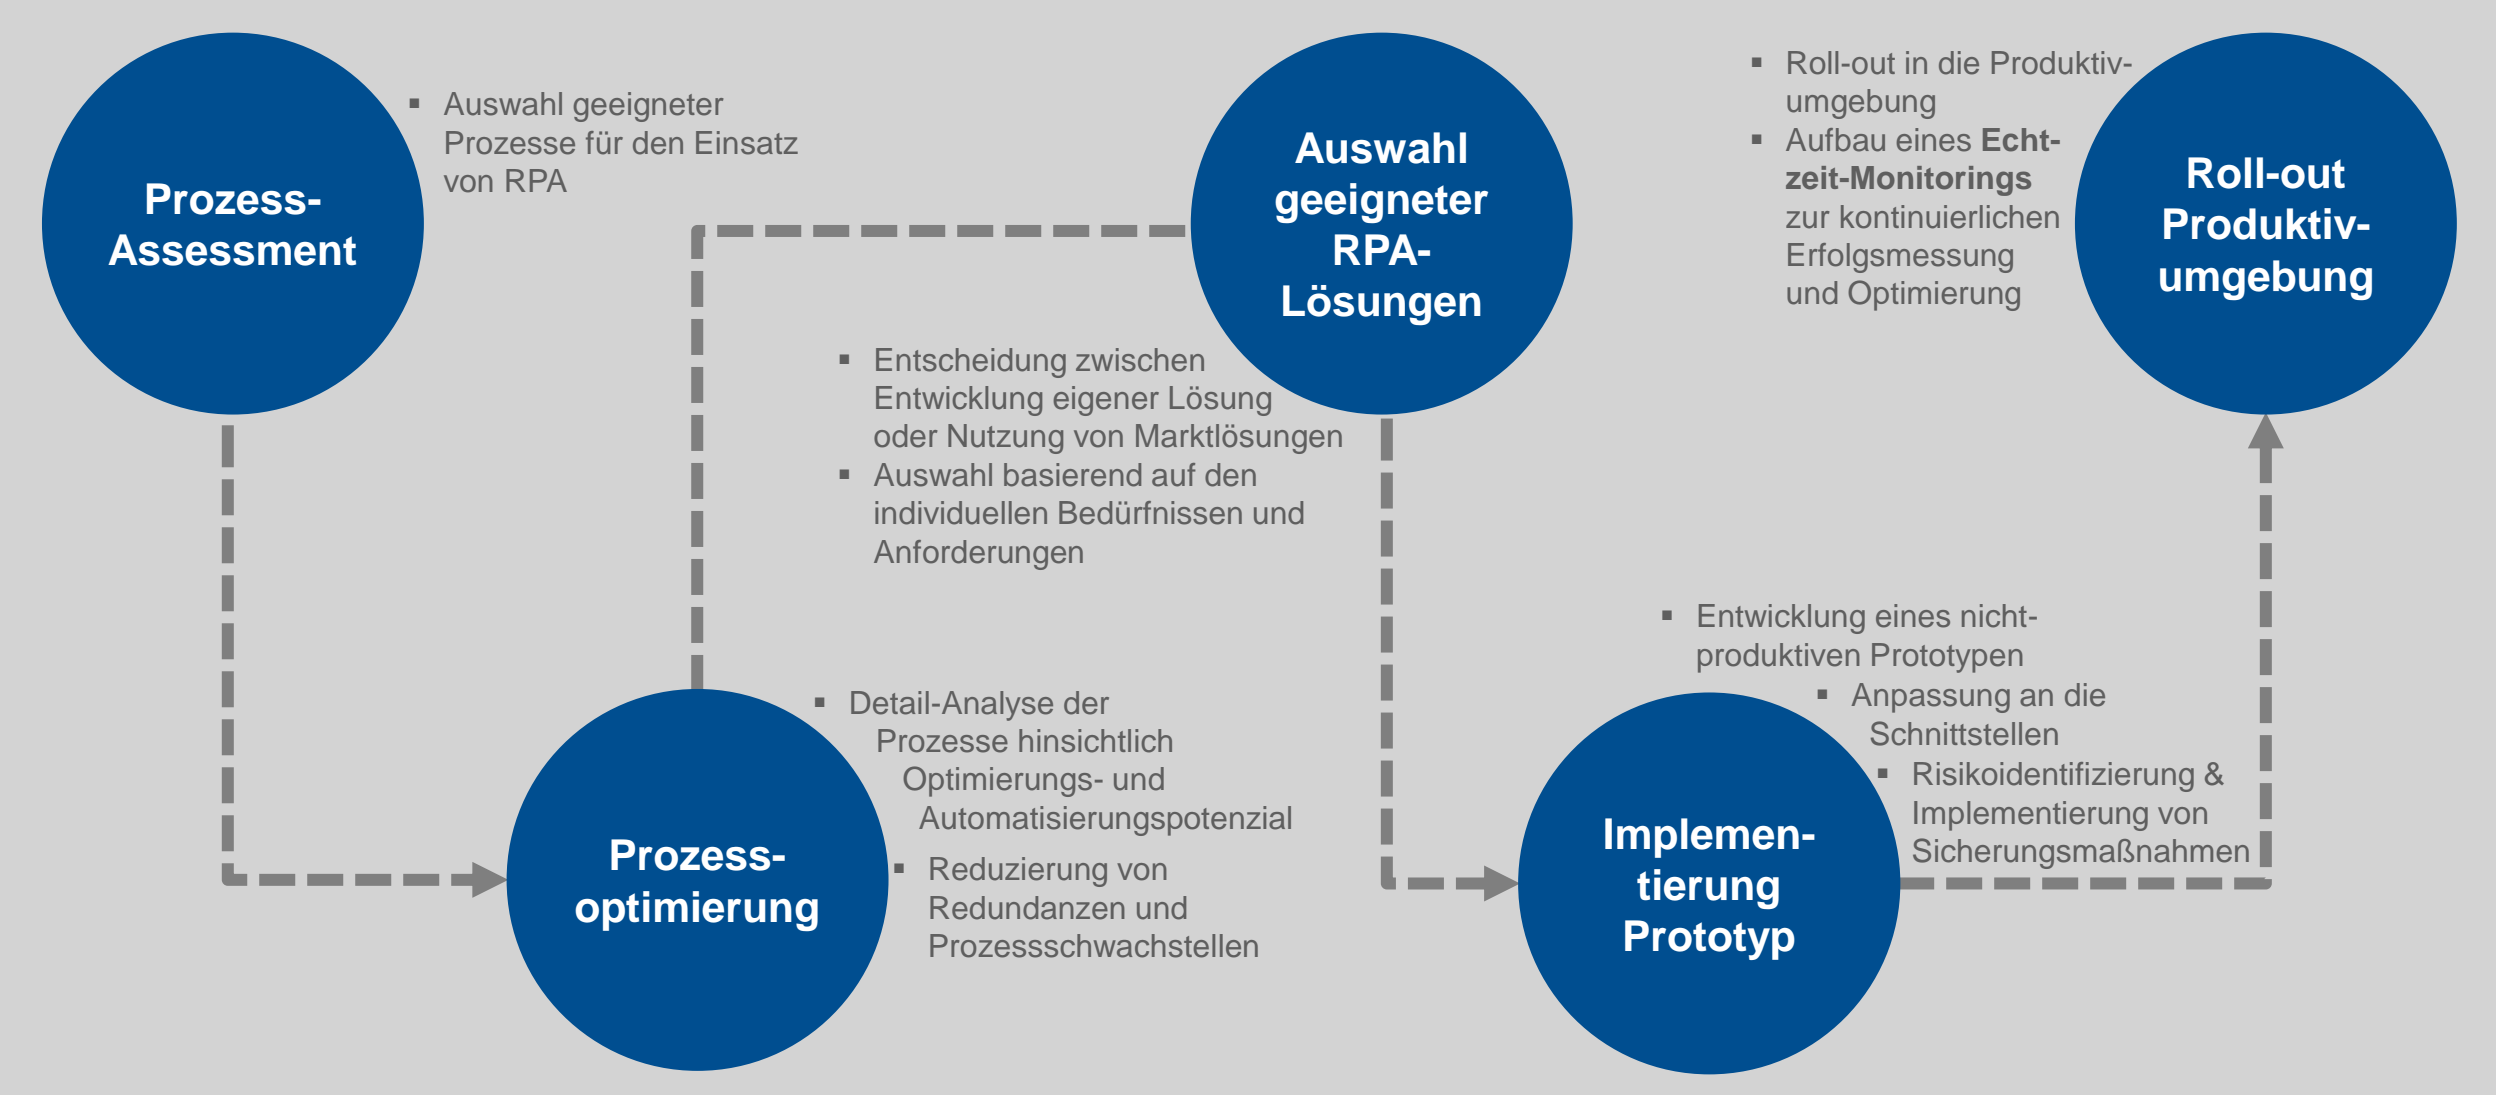 Prozess-
Assessment
▪ Auswahl geeigneter
Prozesse für den Einsatz
von RPA
Prozess-
optimierung
▪ Detail-Analyse der
Prozesse hinsichtlich
Optimierungs- und
Automatisierungspotenzial
▪ Reduzierung von
Redundanzen und
Prozessschwachstellen
Auswahl
geeigneter
RPA-
Lösungen
▪ Entscheidung zwischen
Entwicklung eigener Lösung
oder Nutzung von Marktlösungen
▪ Auswahl basierend auf den
individuellen Bedürfnissen und
Anforderungen
Implemen-
tierung
Prototyp
▪ Entwicklung eines nicht-
produktiven Prototypen
▪ Anpassung an die
Schnittstellen
▪ Risikoidentifizierung &
Implementierung von
Sicherungsmaßnahmen
Roll-out
Produktiv-
umgebung
▪ Roll-out in die Produktiv-
umgebung
▪ Aufbau eines Echt-
zeit-Monitorings
zur kontinuierlichen
Erfolgsmessung
und Optimierung